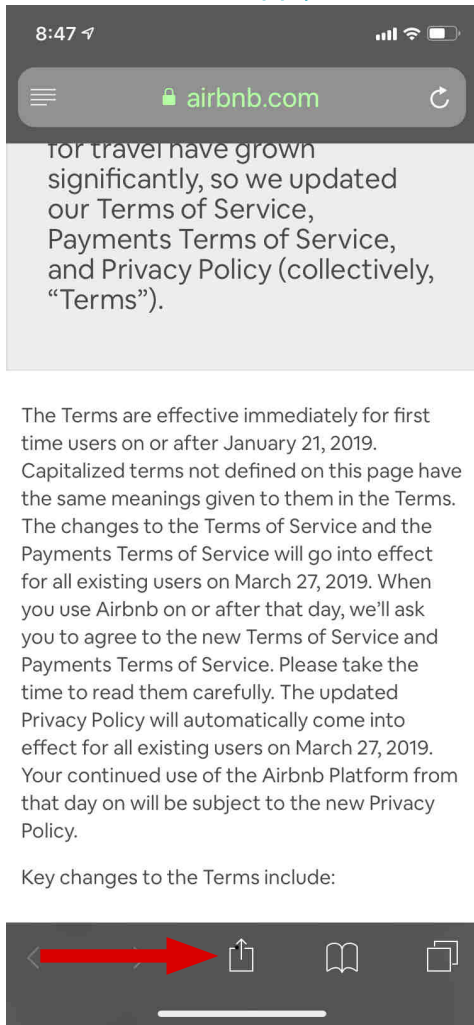 8:47
airbnb.com
for travel have grown
significantly, so we updated
our Terms of Service,
Payments Terms of Service,
and Privacy Policy (collectively,
“Terms”).
The Terms are effective immediately for first
time users on or after January 21, 2019.
Capitalized terms not defined on this page have
the same meanings given to them in the Terms.
The changes to the Terms of Service and the
Payments Terms of Service will go into effect
for all existing users on March 27, 2019. When
you use Airbnb on or after that day, we’ll ask
you to agree to the new Terms of Service and
Payments Terms of Service. Please take the
time to read them carefully. The updated
Privacy Policy will automatically come into
effect for all existing users on March 27, 2019.
Your continued use of the Airbnb Platform from
that day on will be subject to the new Privacy
Policy.
Key changes to the Terms include: